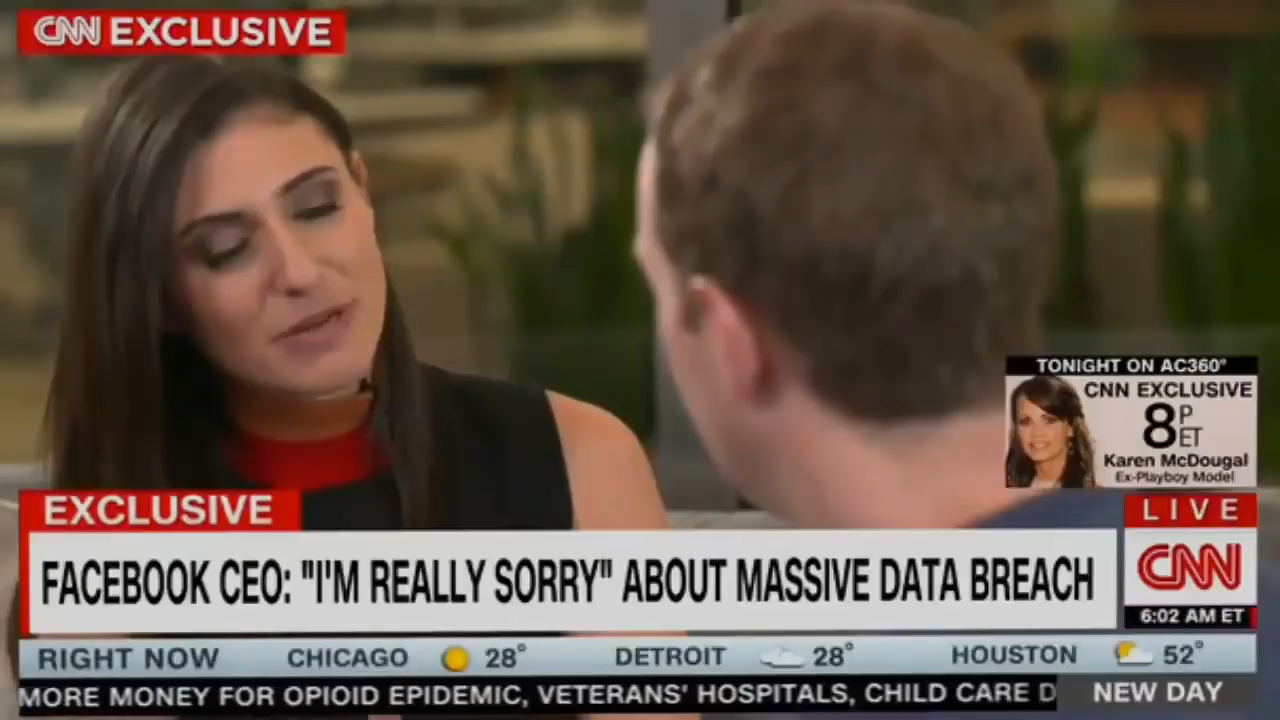 CNN EXCLUSIVE
TONIGHT ON AC360°
CNN EXCLUSIVE
8 P ET
Karen McDougal
Ex-Playboy Model
EXCLUSIVE
FACEBOOK CEO: "I'M REALLY SORRY" ABOUT MASSIVE DATA BREACH
LIVE
CNN
6:02 AM ET
RIGHT NOW CHICAGO 28° DETROIT 28° HOUSTON 52°
MORE MONEY FOR OPIOID EPIDEMIC, VETERANS' HOSPITALS, CHILD CARE D
NEW DAY